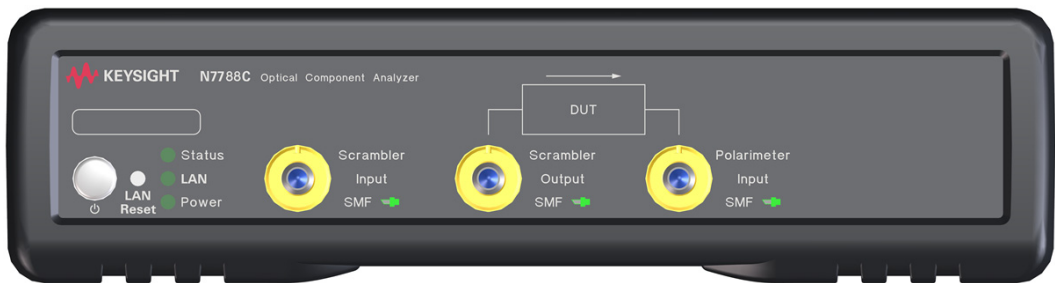 KEYSIGHT N7788C Optical Component Analyzer
DUT
Status
LAN
Power
LAN
Reset
Scrambler
Input
SMF
Scrambler
Output
SMF
Polarimeter
Input
SMF